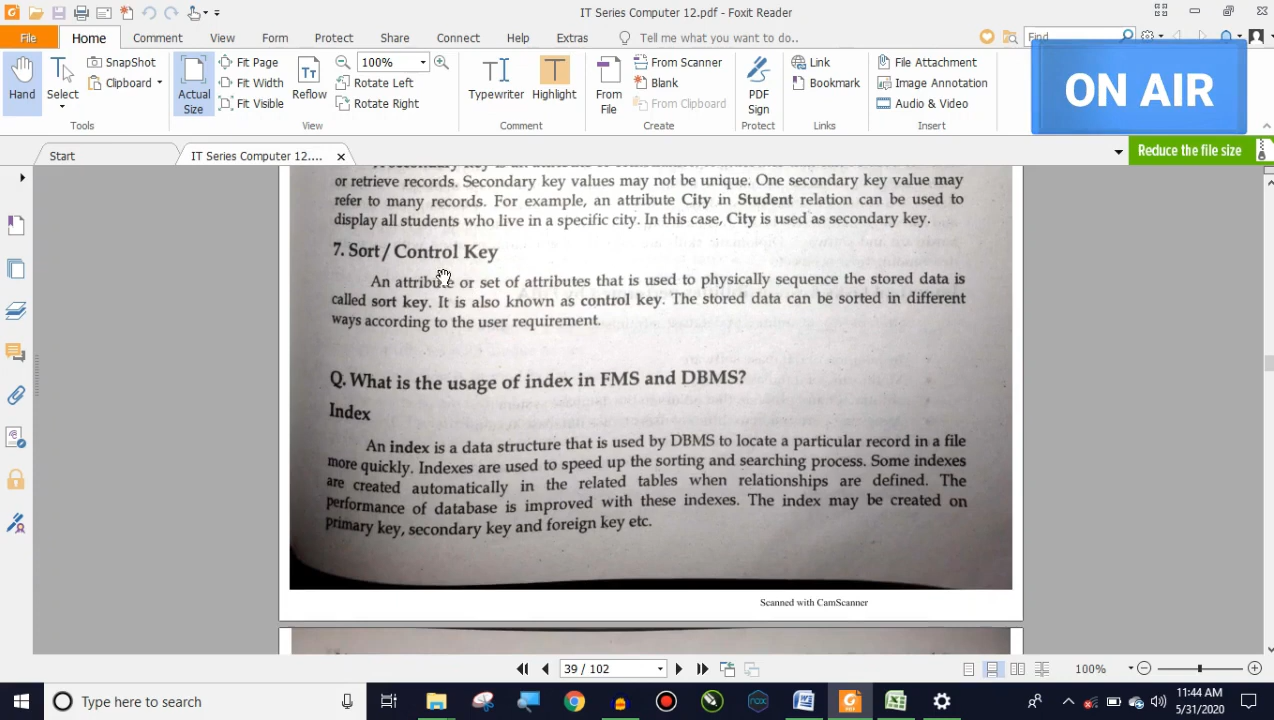 IT Series Computer 12.pdf - Foxit Reader
File Home Comment View Form Protect Share Connect Help Extras Tell me what you want to do.. Find
Hand
Select
SnapShot
Clipboard
Tools
Actual Size
Fit Page
Fit Width
Fit Visible
Reflow
100%
Rotate Left
Rotate Right
View
Typewriter
Highlight
Comment
From File
From Scanner
Blank
From Clipboard
Create
PDF Sign
Protect
Link
Bookmark
Links
File Attachment
Image Annotation
Audio & Video
Insert
ON AIR
Start
IT Series Computer 12....
Reduce the file size
or retrieve records. Secondary key values may not be unique. One secondary key value may
refer to many records. For example, an attribute City in Student relation can be used to
display all students who live in a specific city. In this case, City is used as secondary key.
7. Sort/Control Key
An attribute or set of attributes that is used to physically sequence the stored data is
called sort key. It is also known as control key. The stored data can be sorted in different
ways according to the user requirement.
Q. What is the usage of index in FMS and DBMS?
Index
An index is a data structure that is used by DBMS to locate a particular record in a file
more quickly. Indexes are used to speed up the sorting and searching process. Some indexes
are created automatically in the related tables when relationships are defined. The
performance of database is improved with these indexes. The index may be created on
primary key, secondary key and foreign key etc.
Scanned with CamScanner
39 / 102
100%
Type here to search
11:44 AM
5/31/2020